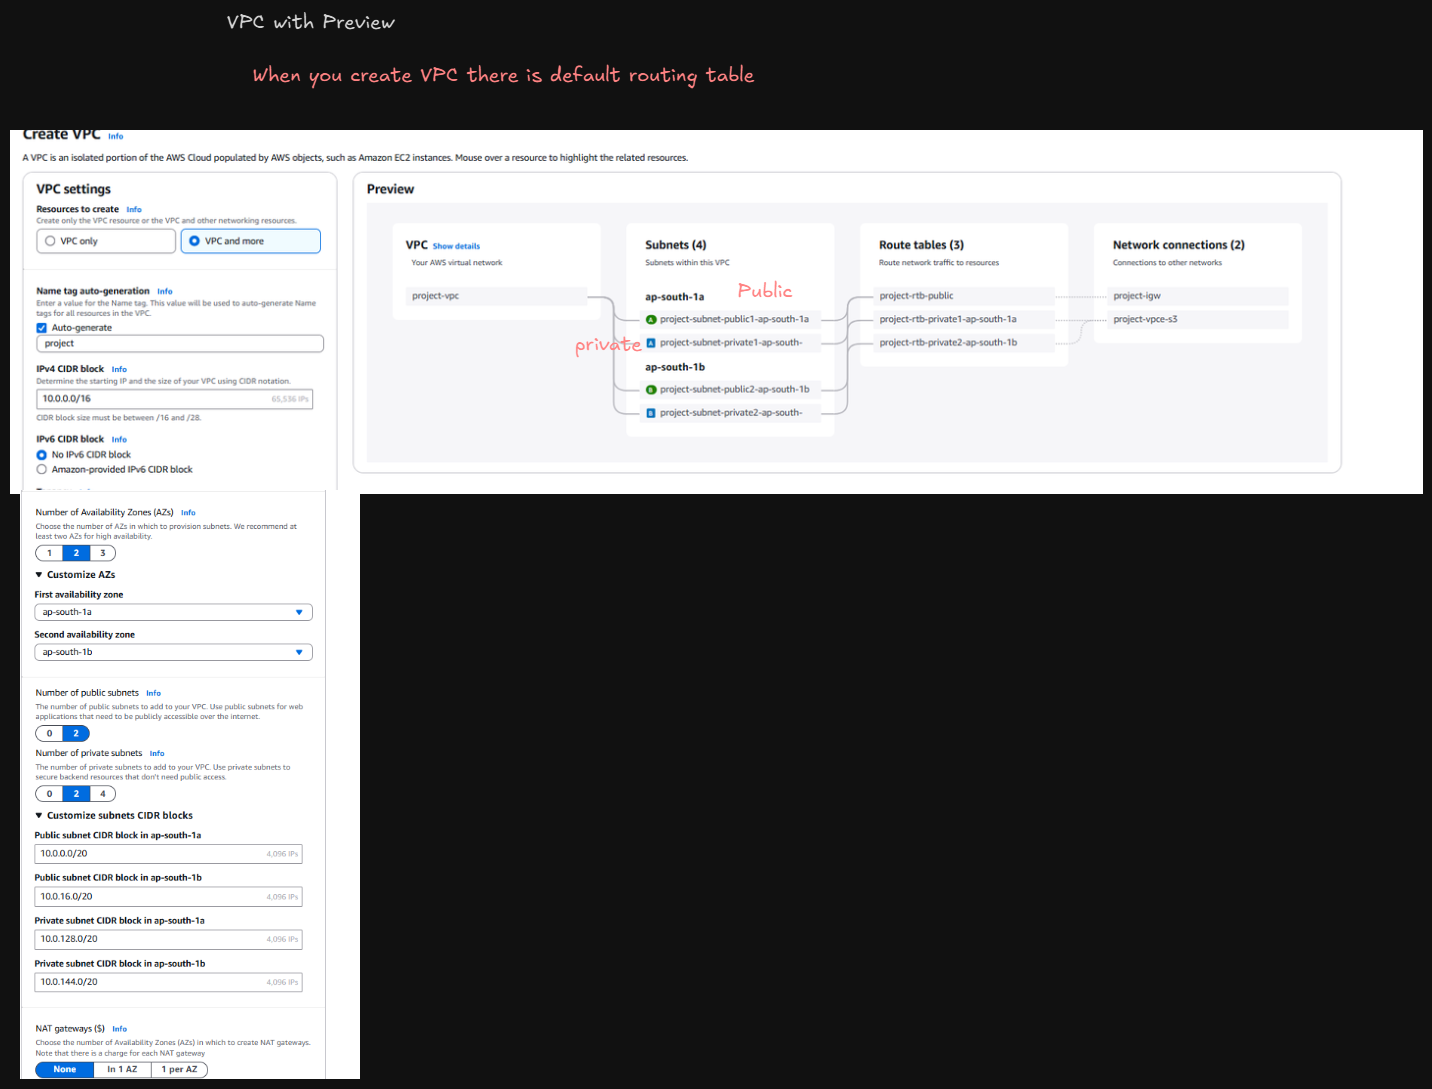 VPC with Preview
When you create VPC there is default routing table
Create VPC Info
A VPC is an isolated portion of the AWS Cloud populated by AWS objects, such as Amazon EC2 instances. Mouse over a resource to highlight the related resources.
VPC settings
Resources to create Info
Create only the VPC resource or the VPC and other networking resources.
VPC only
VPC and more
Name tag auto-generation Info
Enter a value for the Name tag. This value will be used to auto-generate Name
tags for all resources in the VPC.
Auto-generate
project
IPv4 CIDR block Info
Determine the starting IP and the size of your VPC using CIDR notation.
10.0.0.0/16 65,536 IPs
CIDR block size must be between /16 and /28.
IPv6 CIDR block Info
No IPv6 CIDR block
Amazon-provided IPv6 CIDR block
Preview
VPC Show details
Your AWS virtual network
project-vpc
Subnets (4)
Subnets within this VPC
ap-south-1a
Public
A project-subnet-public1-ap-south-1a
private
A project-subnet-private1-ap-south-
ap-south-1b
B project-subnet-public2-ap-south-1b
B project-subnet-private2-ap-south-
Route tables (3)
Route network traffic to resources
project-rtb-public
project-rtb-private1-ap-south-1a
project-rtb-private2-ap-south-1b
Network connections (2)
Connections to other networks
project-igw
project-vpce-s3
Number of Availability Zones (AZs) Info
Choose the number of AZs in which to provision subnets. We recommend at
least two AZs for high availability.
1 2 3
Customize AZs
First availability zone
ap-south-1a
Second availability zone
ap-south-1b
Number of public subnets Info
The number of public subnets to add to your VPC. Use public subnets for web
applications that need to be publicly accessible over the internet.
0 2
Number of private subnets Info
The number of private subnets to add to your VPC. Use private subnets to
secure backend resources that don't need public access.
0 2 4
Customize subnets CIDR blocks
Public subnet CIDR block in ap-south-1a
10.0.0.0/20 4,096 IPs
Public subnet CIDR block in ap-south-1b
10.0.16.0/20 4,096 IPs
Private subnet CIDR block in ap-south-1a
10.0.128.0/20 4,096 IPs
Private subnet CIDR block in ap-south-1b
10.0.144.0/20 4,096 IPs
NAT gateways ($) Info
Choose the number of Availability Zones (AZs) in which to create NAT gateways.
Note that there is a charge for each NAT gateway
None In 1 AZ 1 per AZ